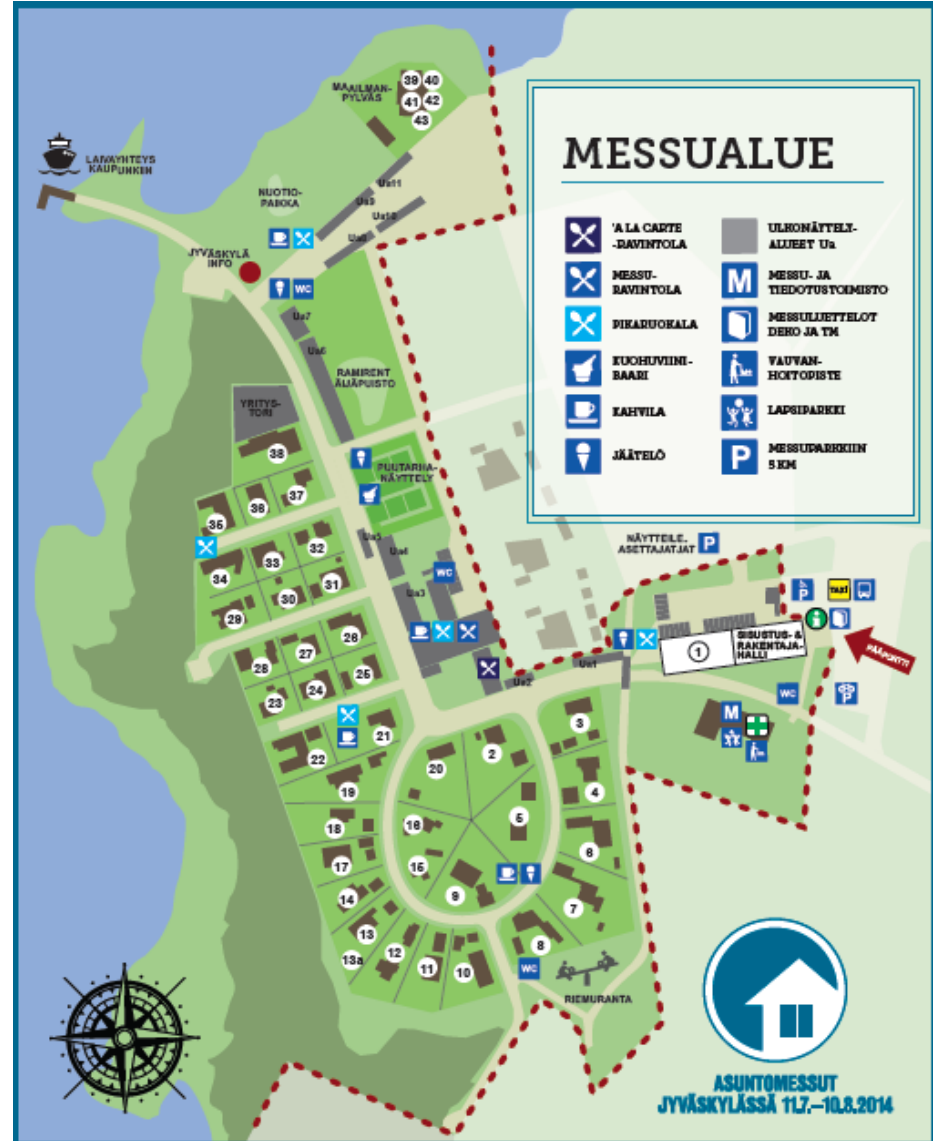 MAAILMAN-
PYLVÄS
39 40
41 42
43
LAIVAYHTEYS
KAUPUNKIIN
Ua11
NUOTIO-
PAIKKA
Ua9
Ua10
Ua8
JYVÄSKYLÄ
INFO
WC
Ua7
Ua6
RAMIRENT
ÄLIÄPUISTO
YRITYS-
TORI
38
PUUTARHA-
NÄYTTELY
37
36
35
Ua5
Ua4
WC
Ua3
32
33
34
31
30
29
26
27
28
25
24
23
Ua2
Ua1
21
22
20
2
3
19
4
18
16
5
17
15
6
14
9
7
13
13a
12
11
10
8
WC
RIEMURANTA
MESSUALUE
'A LA CARTE
-RAVINTOLA
MESSU-
RAVINTOLA
PIKARUOKALA
KUOHUVIINI-
BAARI
KAHVILA
JÄÄTELÖ
ULKONÄYTTELY-
ALUEET Ua
M
MESSU- JA
TIEDOTUSTOIMISTO
MESSULUETTELOT
DEKO JA TM
VAUVAN-
HOITOPISTE
LAPSIPARKKI
P
MESSUPARKKIIN
5 KM
NÄYTTEILE.
ASETTAJATJAT
P
P
TAXI
i
1
SISUSTUS- &
RAKENTAJA-
HALLI
PÄÄPORTTI
WC
P
M
ASUNTOMESSUT
JYVÄSKYLÄSSÄ 11.7.–10.8.2014